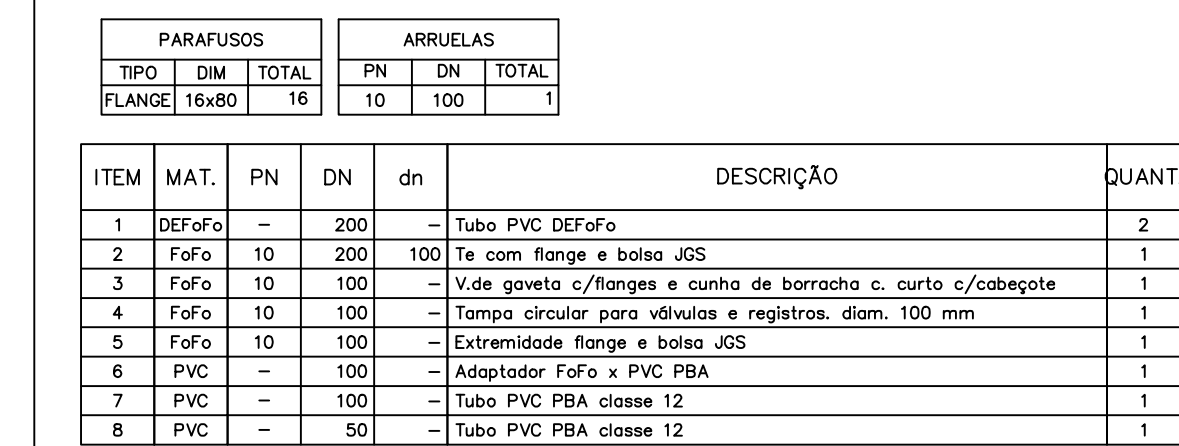 PARAFUSOS
TIPO DIM TOTAL
FLANGE 16x80 16
ARRUELAS
PN DN TOTAL
10 100 1
ITEM MAT. PN DN dn DESCRIÇÃO QUANT.
1 DEFoFo – 200 – Tubo PVC DEFoFo 2
2 FoFo 10 200 100 Te com flange e bolsa JGS 1
3 FoFo 10 100 – V.de gaveta c/flanges e cunha de borracha c. curto c/cabeçote 1
4 FoFo 10 100 – Tampa circular para válvulas e registros. diam. 100 mm 1
5 FoFo 10 100 – Extremidade flange e bolsa JGS 1
6 PVC – 100 – Adaptador FoFo x PVC PBA 1
7 PVC – 100 – Tubo PVC PBA classe 12 1
8 PVC – 50 – Tubo PVC PBA classe 12 1